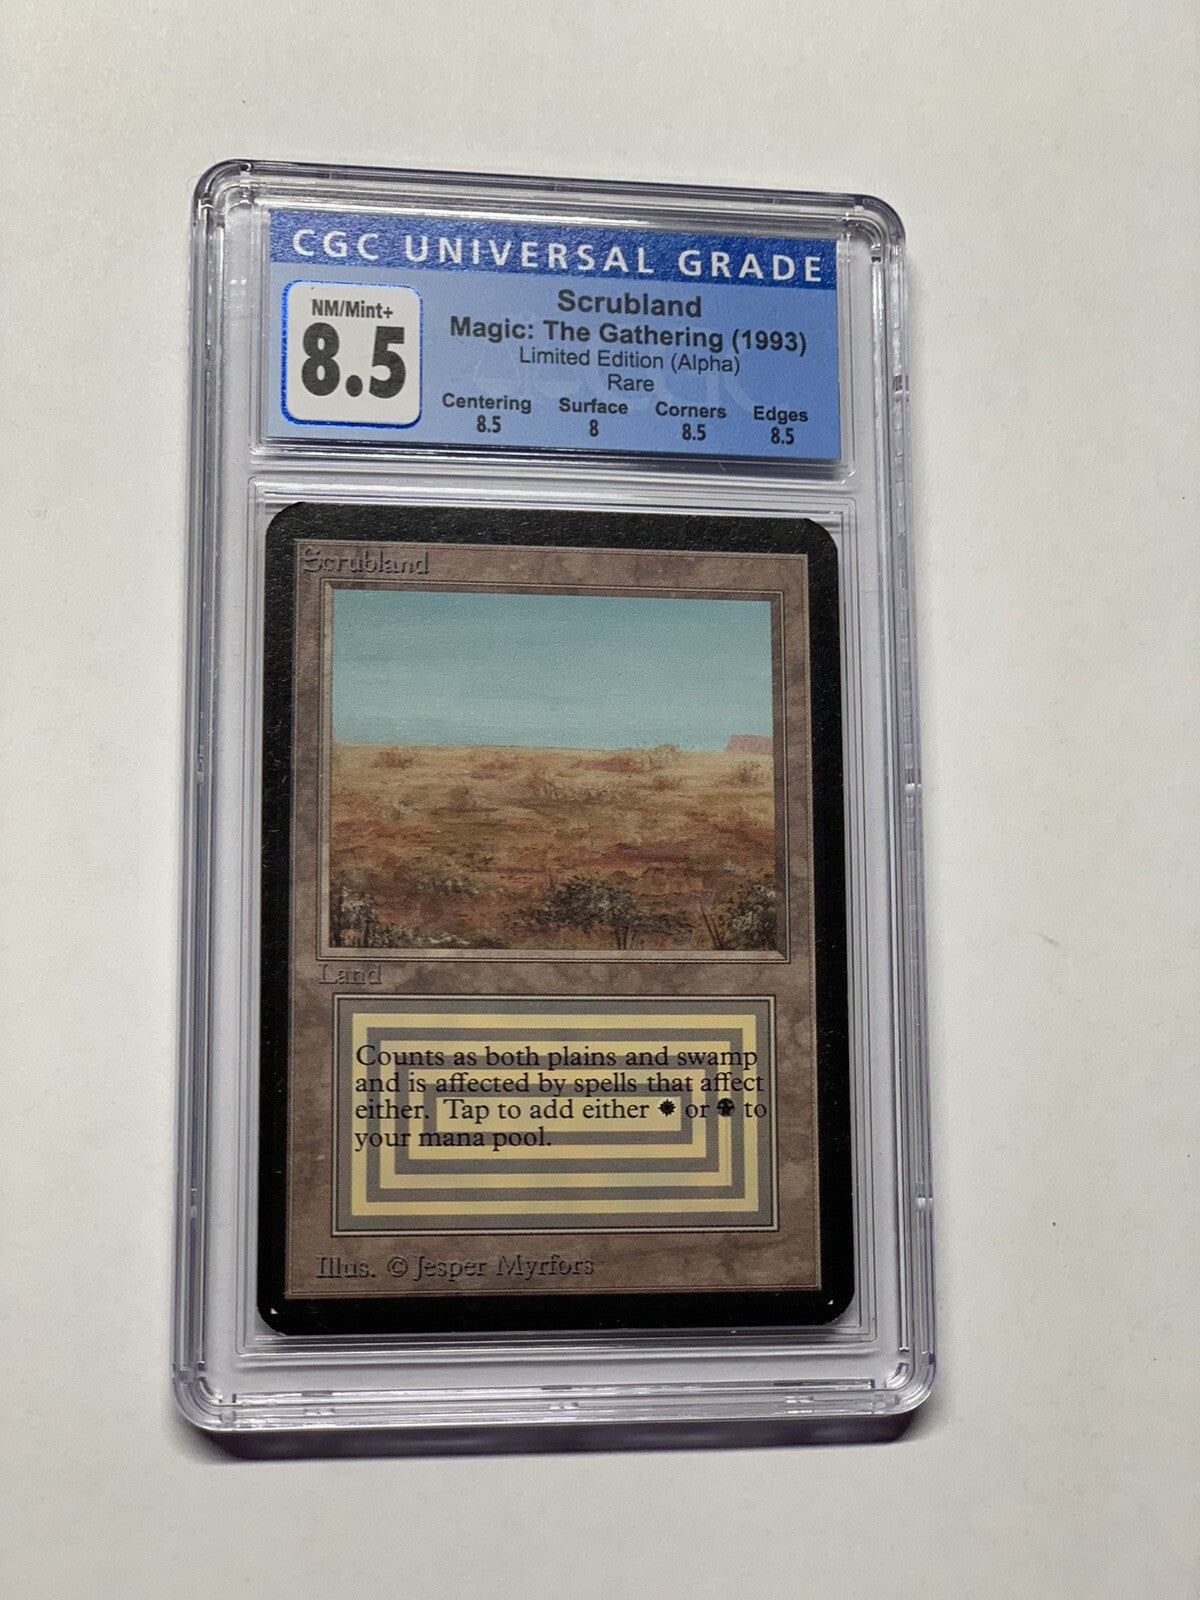 CGC UNIVERSAL GRADE
NM/Mint+
8.5
Scrubland
Magic: The Gathering (1993)
Limited Edition (Alpha)
Rare
Centering Surface Corners Edges
8.5 8 8.5 8.5
Scrubland
Land
Counts as both plains and swamp
and is affected by spells that affect
either. Tap to add either or to
your mana pool.
Illus. © Jesper Myrfors